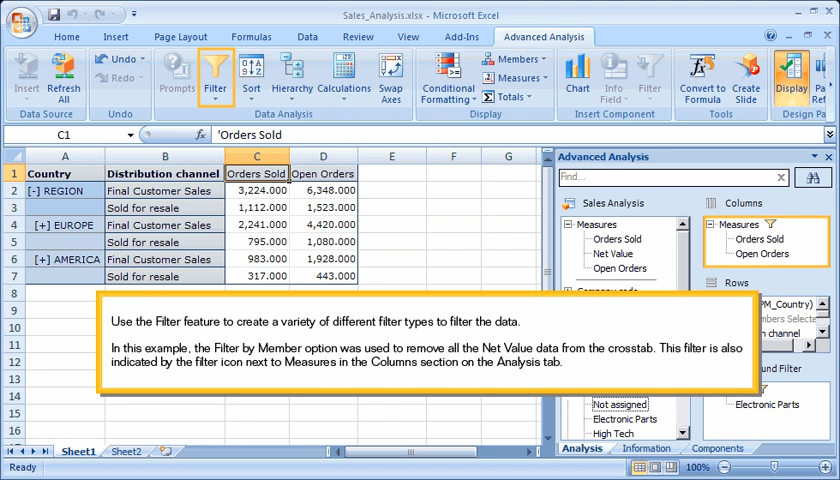 Sales_Analysis.xlsx - Microsoft Excel
Home Insert Page Layout Formulas Data Review View Add-Ins Advanced Analysis
Insert Refresh All Undo Redo Prompts Filter Sort Hierarchy Calculations Swap Axes Conditional Formatting Members Measures Totals Chart Info Field Filter Convert to Formula Create Slide Display
Data Source Data Analysis Display Insert Component Tools Design Pa
C1 fx 'Orders Sold
A B C D E F G
1 Country Distribution channel Orders Sold Open Orders
2 [-] REGION Final Customer Sales 3,224.000 6,348.000
3 Sold for resale 1,112.000 1,523.000
4 [+] EUROPE Final Customer Sales 2,241.000 4,420.000
5 Sold for resale 795.000 1,080.000
6 [+] AMERICA Final Customer Sales 983.000 1,928.000
7 Sold for resale 317.000 443.000
8
9
10
11
12
13
14
15
16
Advanced Analysis
Find...
Sales Analysis
Measures
Orders Sold
Net Value
Open Orders
Columns
Measures
Orders Sold
Open Orders
Rows
PM_Country)
mbers Selecte
n channel
Use the Filter feature to create a variety of different filter types to filter the data.
In this example, the Filter by Member option was used to remove all the Net Value data from the crosstab. This filter is also
indicated by the filter icon next to Measures in the Columns section on the Analysis tab.
und Filter
Not assigned
Electronic Parts
High Tech
Electronic Parts
Analysis Information Components
Sheet1 Sheet2
Ready 100%